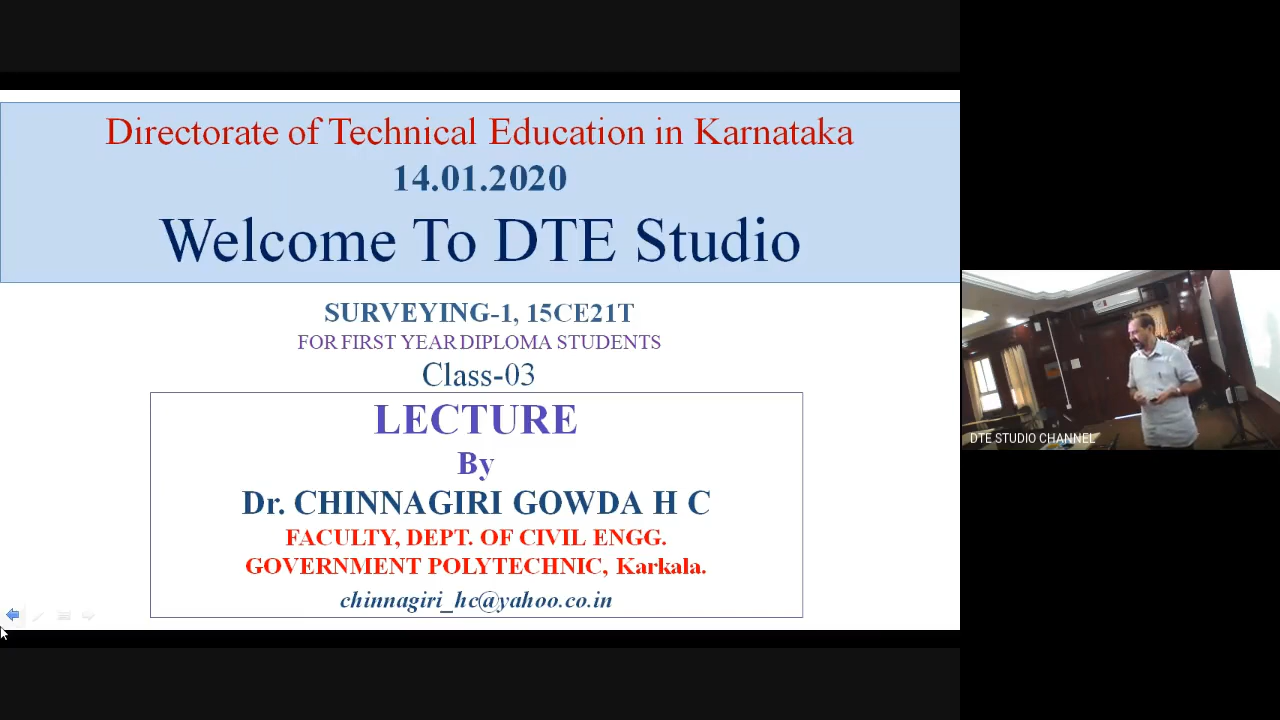 Directorate of Technical Education in Karnataka
14.01.2020
Welcome To DTE Studio
SURVEYING-1, 15CE21T
FOR FIRST YEAR DIPLOMA STUDENTS
Class-03
LECTURE
By
Dr. CHINNAGIRI GOWDA H C
FACULTY, DEPT. OF CIVIL ENGG.
GOVERNMENT POLYTECHNIC, Karkala.
chinnagiri_hc@yahoo.co.in
DTE STUDIO CHANNEL